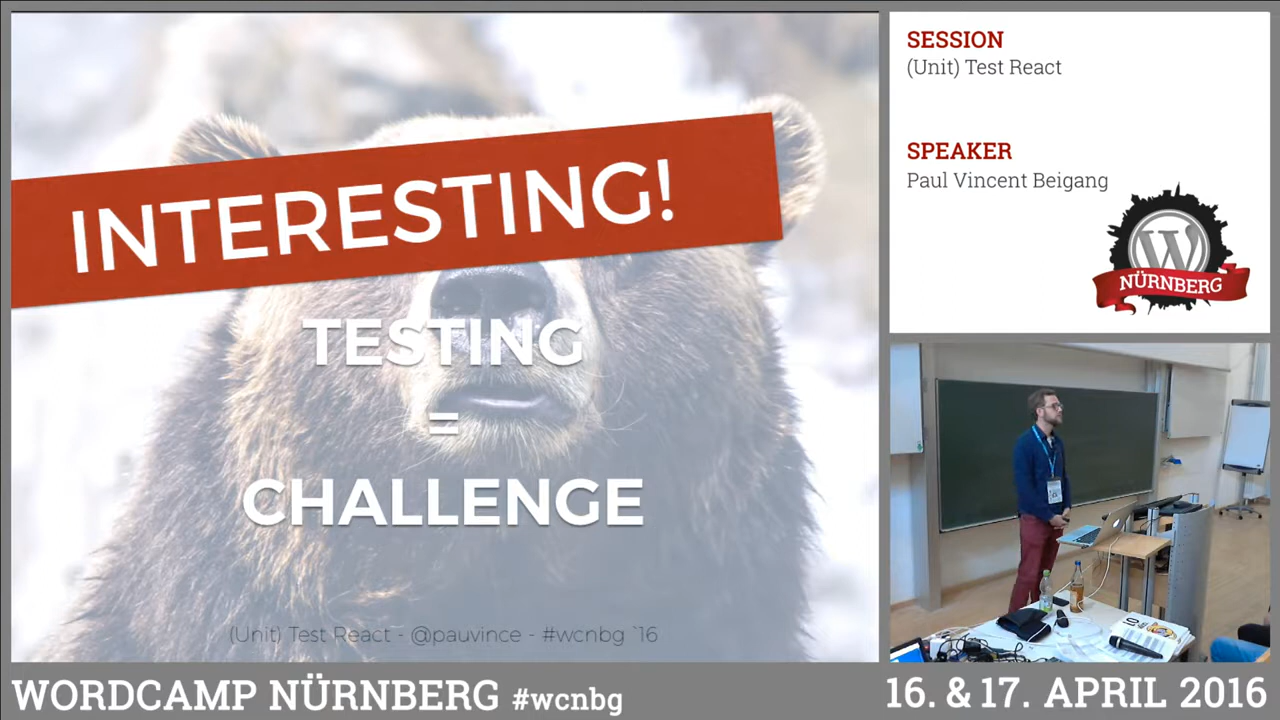 INTERESTING!
TESTING
=
CHALLENGE
(Unit) Test React - @pauvince - #wcnbg `16
SESSION
(Unit) Test React
SPEAKER
Paul Vincent Beigang
W
NÜRNBERG
WORDCAMP NÜRNBERG #wcnbg
16. & 17. APRIL 2016